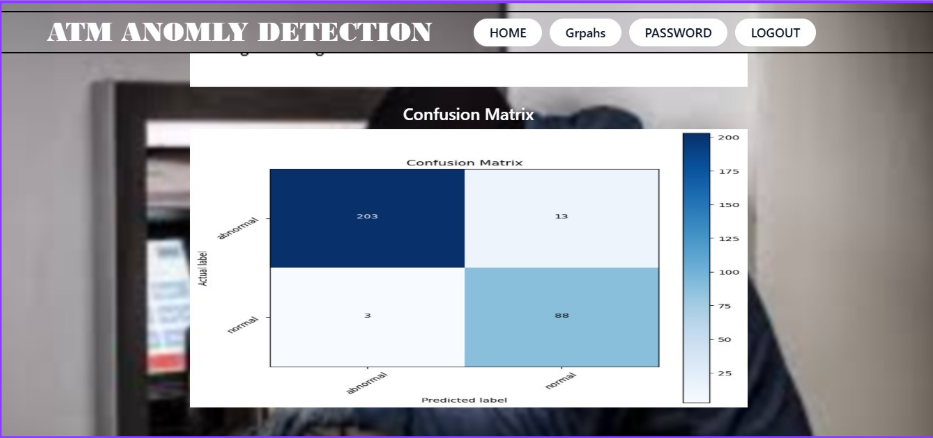 ATM ANOMLY DETECTION HOME Grpahs PASSWORD LOGOUT
Confusion Matrix
Confusion Matrix
200
175
150
125
100
75
50
25
abnormal
normal
Actual label
203 13
3 88
abnormal normal
Predicted label